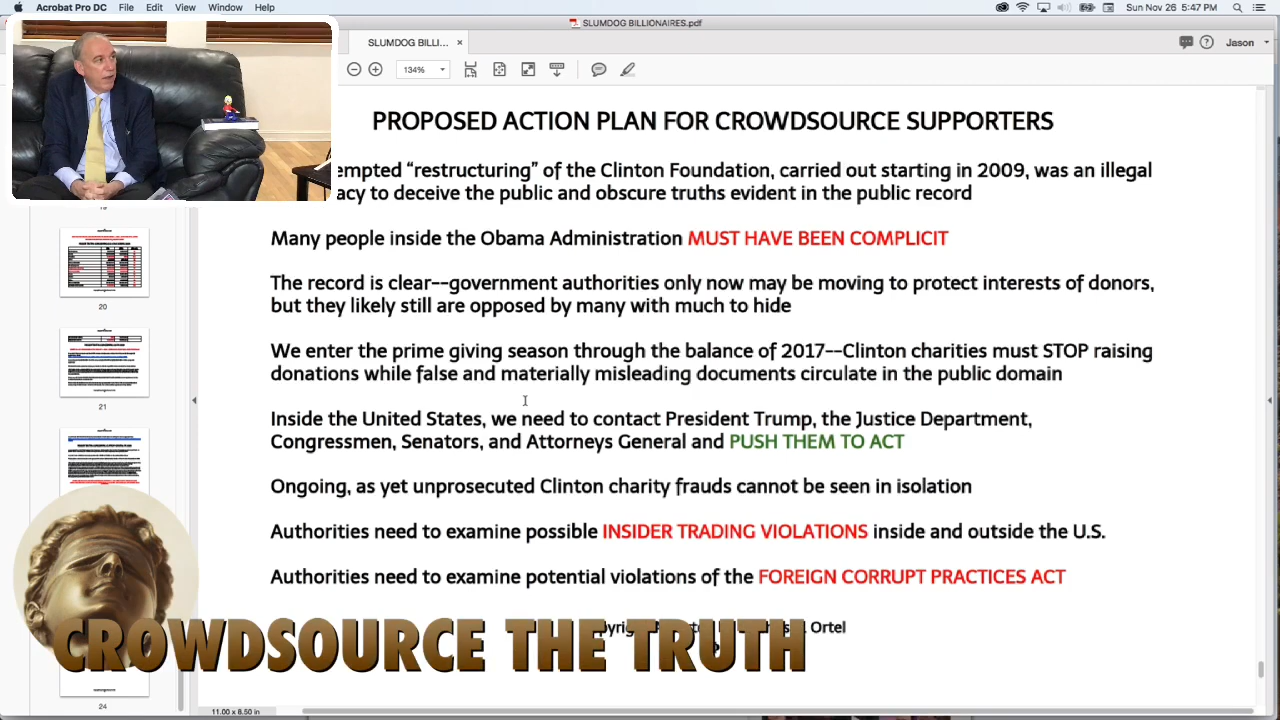 Acrobat Pro DC File Edit View Window Help
Sun Nov 26 5:47 PM
SLUMDOG BILLIONAIRES.pdf
SLUMDOG BILLI... ×
Jason
134%
PROPOSED ACTION PLAN FOR CROWDSOURCE SUPPORTERS
empted “restructuring” of the Clinton Foundation, carried out starting in 2009, was an illegal
acy to deceive the public and obscure truths evident in the public record
Many people inside the Obama Administration MUST HAVE BEEN COMPLICIT
The record is clear--government authorities only now may be moving to protect interests of donors,
but they likely still are opposed by many with much to hide
We enter the prime giving through the balance of 2017--Clinton charities must STOP raising
donations while false and materially misleading documents circulate in the public domain
Inside the United States, we need to contact President Trump, the Justice Department,
Congressmen, Senators, and Attorneys General and PUSH THEM TO ACT
Ongoing, as yet unprosecuted Clinton charity frauds cannot be seen in isolation
Authorities need to examine possible INSIDER TRADING VIOLATIONS inside and outside the U.S.
Authorities need to examine potential violations of the FOREIGN CORRUPT PRACTICES ACT
Ortel
20
21
24
CROWDSOURCE THE TRUTH
11.00 x 8.50 in